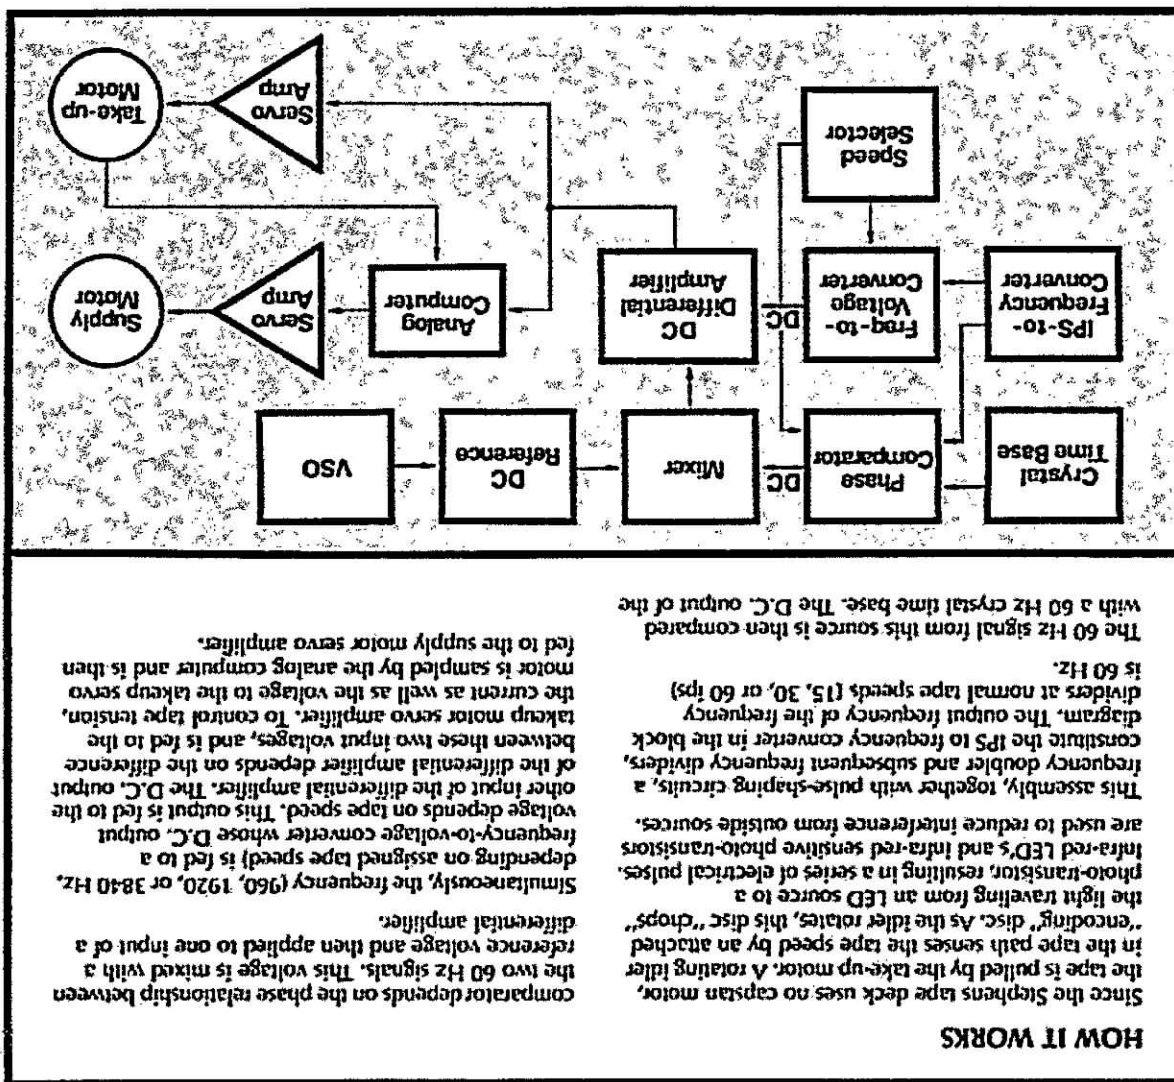 HOW IT WORKS
Since the Stephens tape deck uses no capstan motor,
the tape is pulled by the take-up motor. A rotating idler
in the tape path senses the tape speed by an attached
"encoding" disc. As the idler rotates, this disc "chops"
the light traveling from an LED source to a
photo-transistor, resulting in a series of electrical pulses.
Infra-red LED's and infra-red sensitive photo-transistors
are used to reduce interference from outside sources.
This assembly, together with pulse-shaping circuits, a
frequency doubler and subsequent frequency dividers,
constitute the IPS to frequency converter in the block
diagram. The output frequency of the frequency
dividers at normal tape speeds (15, 30, or 60 ips)
is 60 Hz.
The 60 Hz signal from this source is then compared
with a 60 Hz crystal time base. The D.C. output of the
comparator depends on the phase relationship between
the two 60 Hz signals. This voltage is mixed with a
reference voltage and then applied to one input of a
differential amplifier.
Simultaneously, the frequency (960, 1920, or 3840 Hz,
depending on assigned tape speed) is fed to a
frequency-to-voltage converter whose D.C. output
voltage depends on tape speed. This output is fed to the
other input of the differential amplifier. The D.C. output
of the differential amplifier depends on the difference
between these two input voltages, and is fed to the
takeup motor servo amplifier. To control tape tension,
the current as well as the voltage to the takeup servo
motor is sampled by the analog computer and is then
fed to the supply motor servo amplifier.
Crystal
Time Base
Phase
Comparator
DC
Mixer
DC
Reference
VSO
IPS-to-
Frequency
Converter
Freq-to-
Voltage
Converter
DC
DC
Differential
Amplifier
Analog
Computer
Servo
Amp
Supply
Motor
Speed
Selector
Servo
Amp
Take-up
Motor